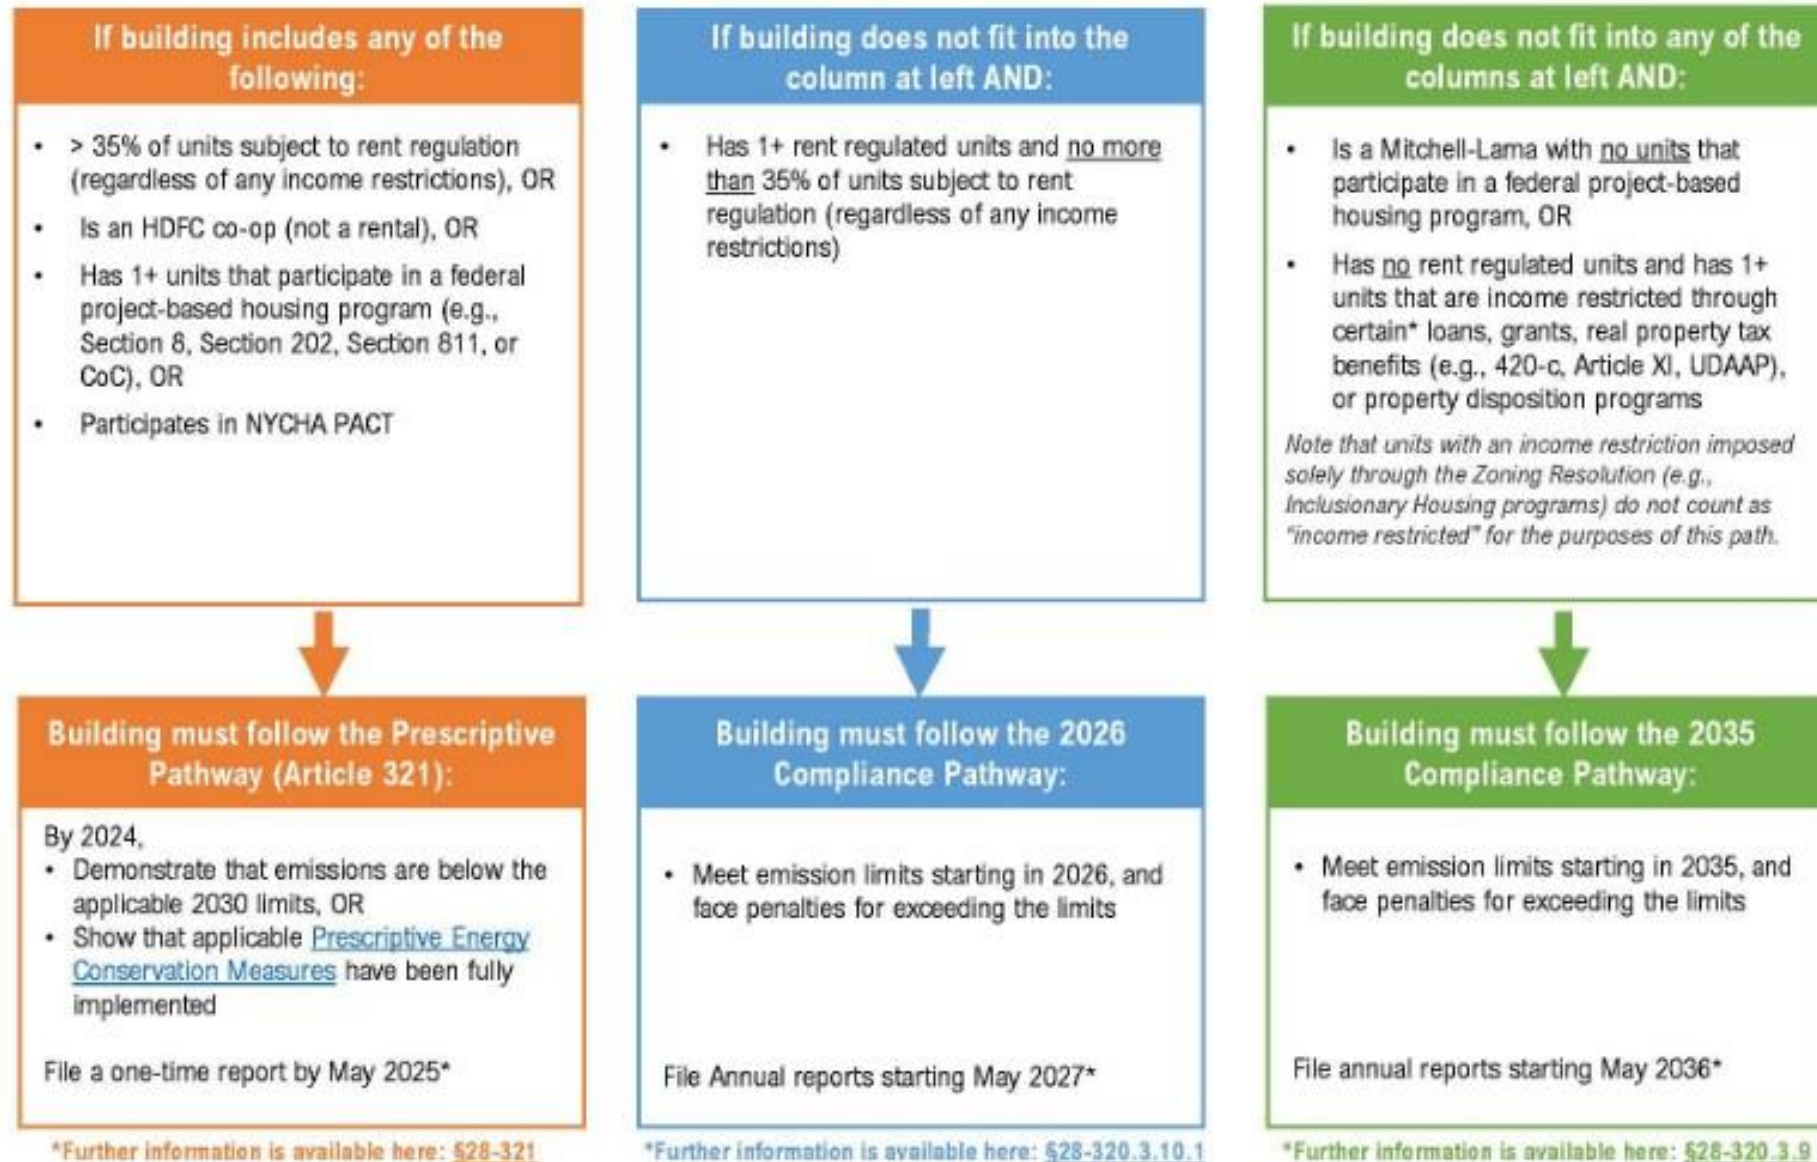 If building includes any of the
following:
• > 35% of units subject to rent regulation
(regardless of any income restrictions), OR
• Is an HDFC co-op (not a rental), OR
• Has 1+ units that participate in a federal
project-based housing program (e.g.,
Section 8, Section 202, Section 811, or
CoC), OR
• Participates in NYCHA PACT
Building must follow the Prescriptive
Pathway (Article 321):
By 2024,
• Demonstrate that emissions are below the
applicable 2030 limits, OR
• Show that applicable Prescriptive Energy
Conservation Measures have been fully
implemented
File a one-time report by May 2025*
*Further information is available here: §28-321
If building does not fit into the
column at left AND:
• Has 1+ rent regulated units and no more
than 35% of units subject to rent
regulation (regardless of any income
restrictions)
Building must follow the 2026
Compliance Pathway:
• Meet emission limits starting in 2026, and
face penalties for exceeding the limits
File Annual reports starting May 2027*
*Further information is available here: §28-320.3.10.1
If building does not fit into any of the
columns at left AND:
• Is a Mitchell-Lama with no units that
participate in a federal project-based
housing program, OR
• Has no rent regulated units and has 1+
units that are income restricted through
certain* loans, grants, real property tax
benefits (e.g., 420-c, Article XI, UDAAP),
or property disposition programs
Note that units with an income restriction imposed
solely through the Zoning Resolution (e.g.,
Inclusionary Housing programs) do not count as
"income restricted" for the purposes of this path.
Building must follow the 2035
Compliance Pathway:
• Meet emission limits starting in 2035, and
face penalties for exceeding the limits
File annual reports starting May 2036*
*Further information is available here: §28-320.3.9